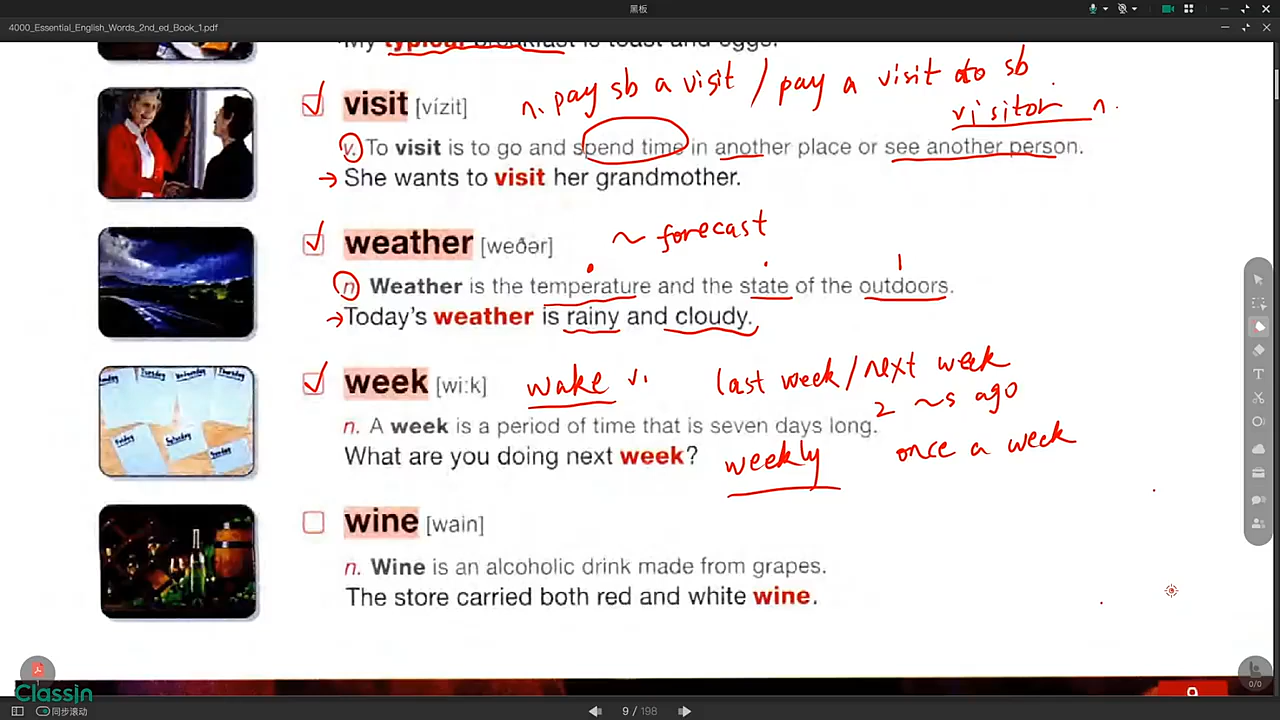 黑板
4000_Essential_English_Words_2nd_ed_Book_1.pdf
My typical breakfast is toast and eggs.
visit [vízit] n. pay sb a visit / pay a visit to sb
visitor n.
v. To visit is to go and spend time in another place or see another person.
→ She wants to visit her grandmother.
weather [weðər] ~ forecast
n Weather is the temperature and the state of the outdoors.
→ Today's weather is rainy and cloudy.
week [wi:k] wake v. last week / next week
2 ~s ago
n. A week is a period of time that is seven days long.
What are you doing next week? weekly once a week
wine [wain]
n. Wine is an alcoholic drink made from grapes.
The store carried both red and white wine.
9
ClassIn
0/0
同步滚动
9 / 198